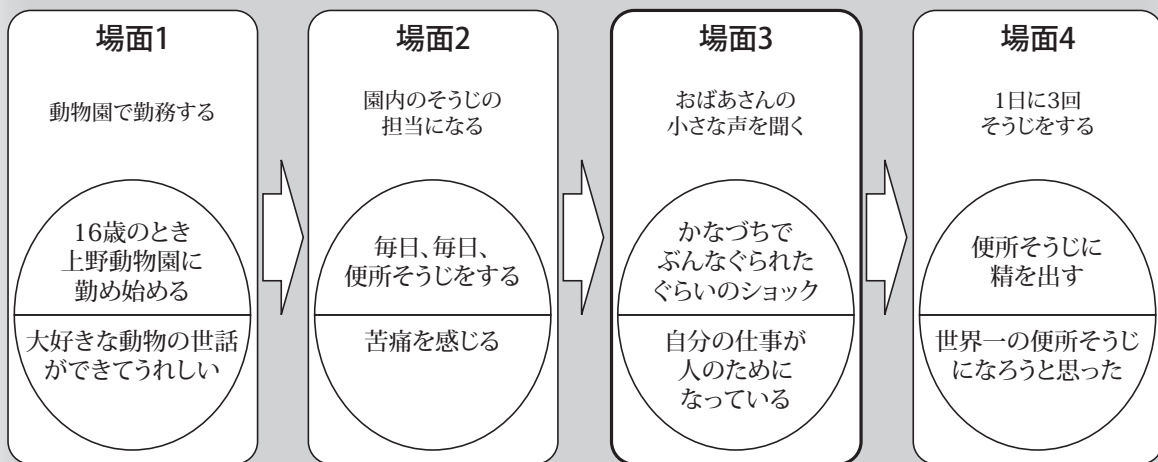 場面1
動物園で勤務する
16歳のとき
上野動物園に
勤め始める
大好きな動物の世話
ができてうれしい
場面2
園内のそうじの
担当になる
毎日、毎日、
便所そうじをする
苦痛を感じる
場面3
おばあさんの
小さな声を聞く
かなづちで
ぶんなぐられた
ぐらいのショック
自分の仕事が
人のために
なっている
場面4
1日に3回
そうじをする
便所そうじに
精を出す
世界一の便所そうじ
になろうと思った